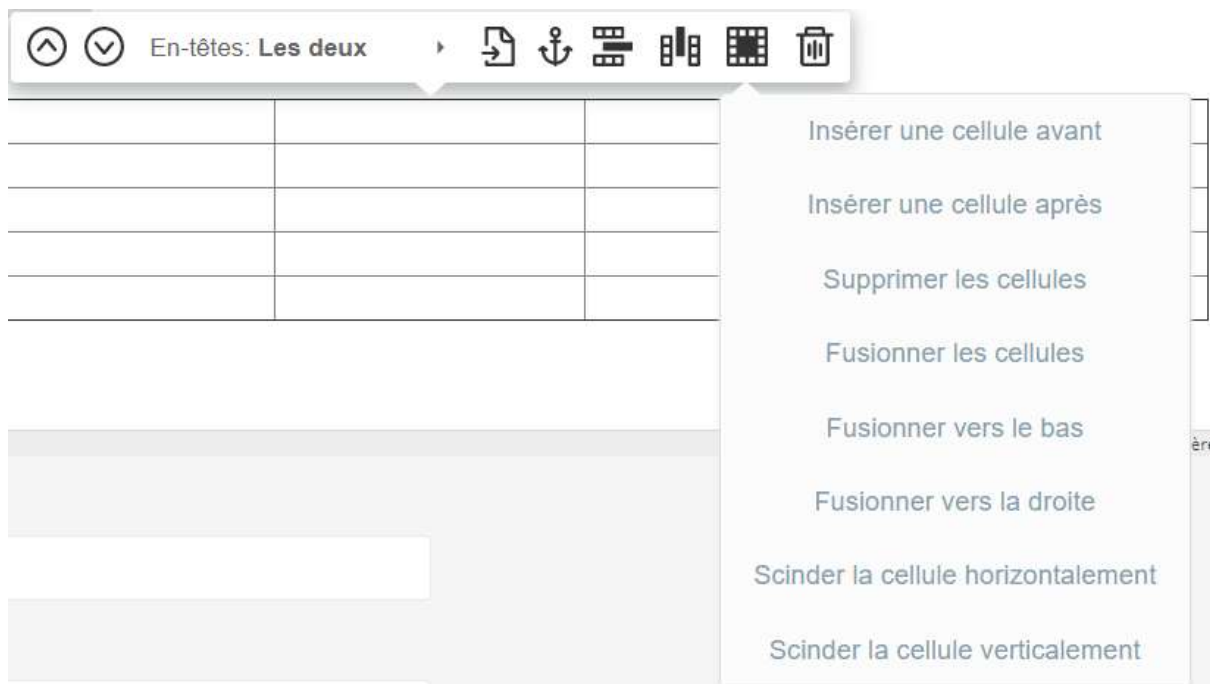 En-têtes: Les deux
Insérer une cellule avant
Insérer une cellule après
Supprimer les cellules
Fusionner les cellules
Fusionner vers le bas
ère
Fusionner vers la droite
Scinder la cellule horizontalement
Scinder la cellule verticalement